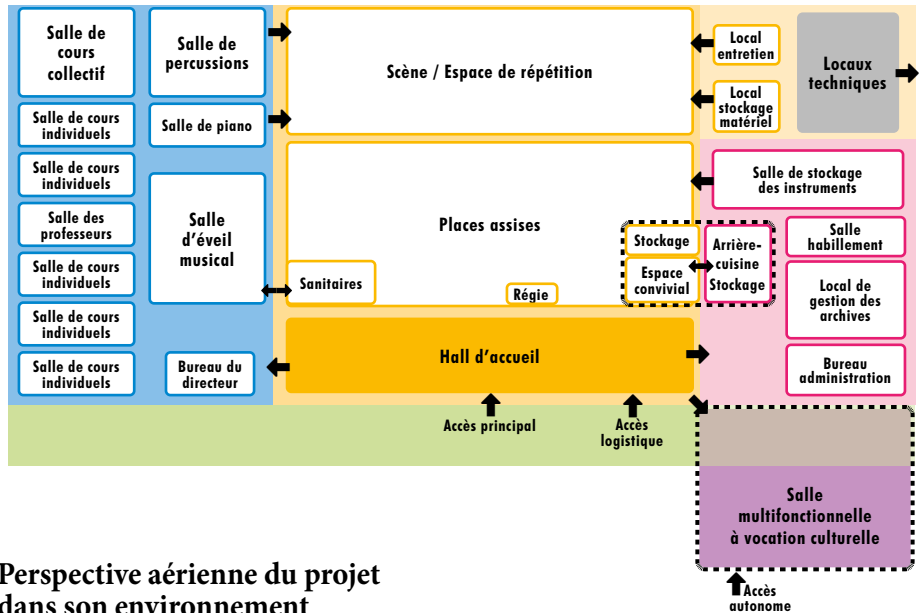 Salle de
cours
collectif
Salle de
percussions
Scène / Espace de répétition
Local
entretien
Locaux
techniques
Salle de cours
individuels
Salle de piano
Local
stockage
matériel
Salle de cours
individuels
Salle des
professeurs
Salle de cours
individuels
Salle de cours
individuels
Salle de cours
individuels
Salle
d'éveil
musical
Bureau du
directeur
Places assises
Sanitaires
Régie
Stockage
Espace
convivial
Arrière-
cuisine
Stockage
Salle de stockage
des instruments
Salle
habillement
Local de
gestion des
archives
Bureau
administration
Hall d'accueil
Accès principal
Accès
logistique
Salle
multifonctionnelle
à vocation culturelle
Accès
autonome
Perspective aérienne du projet
dans son environnement